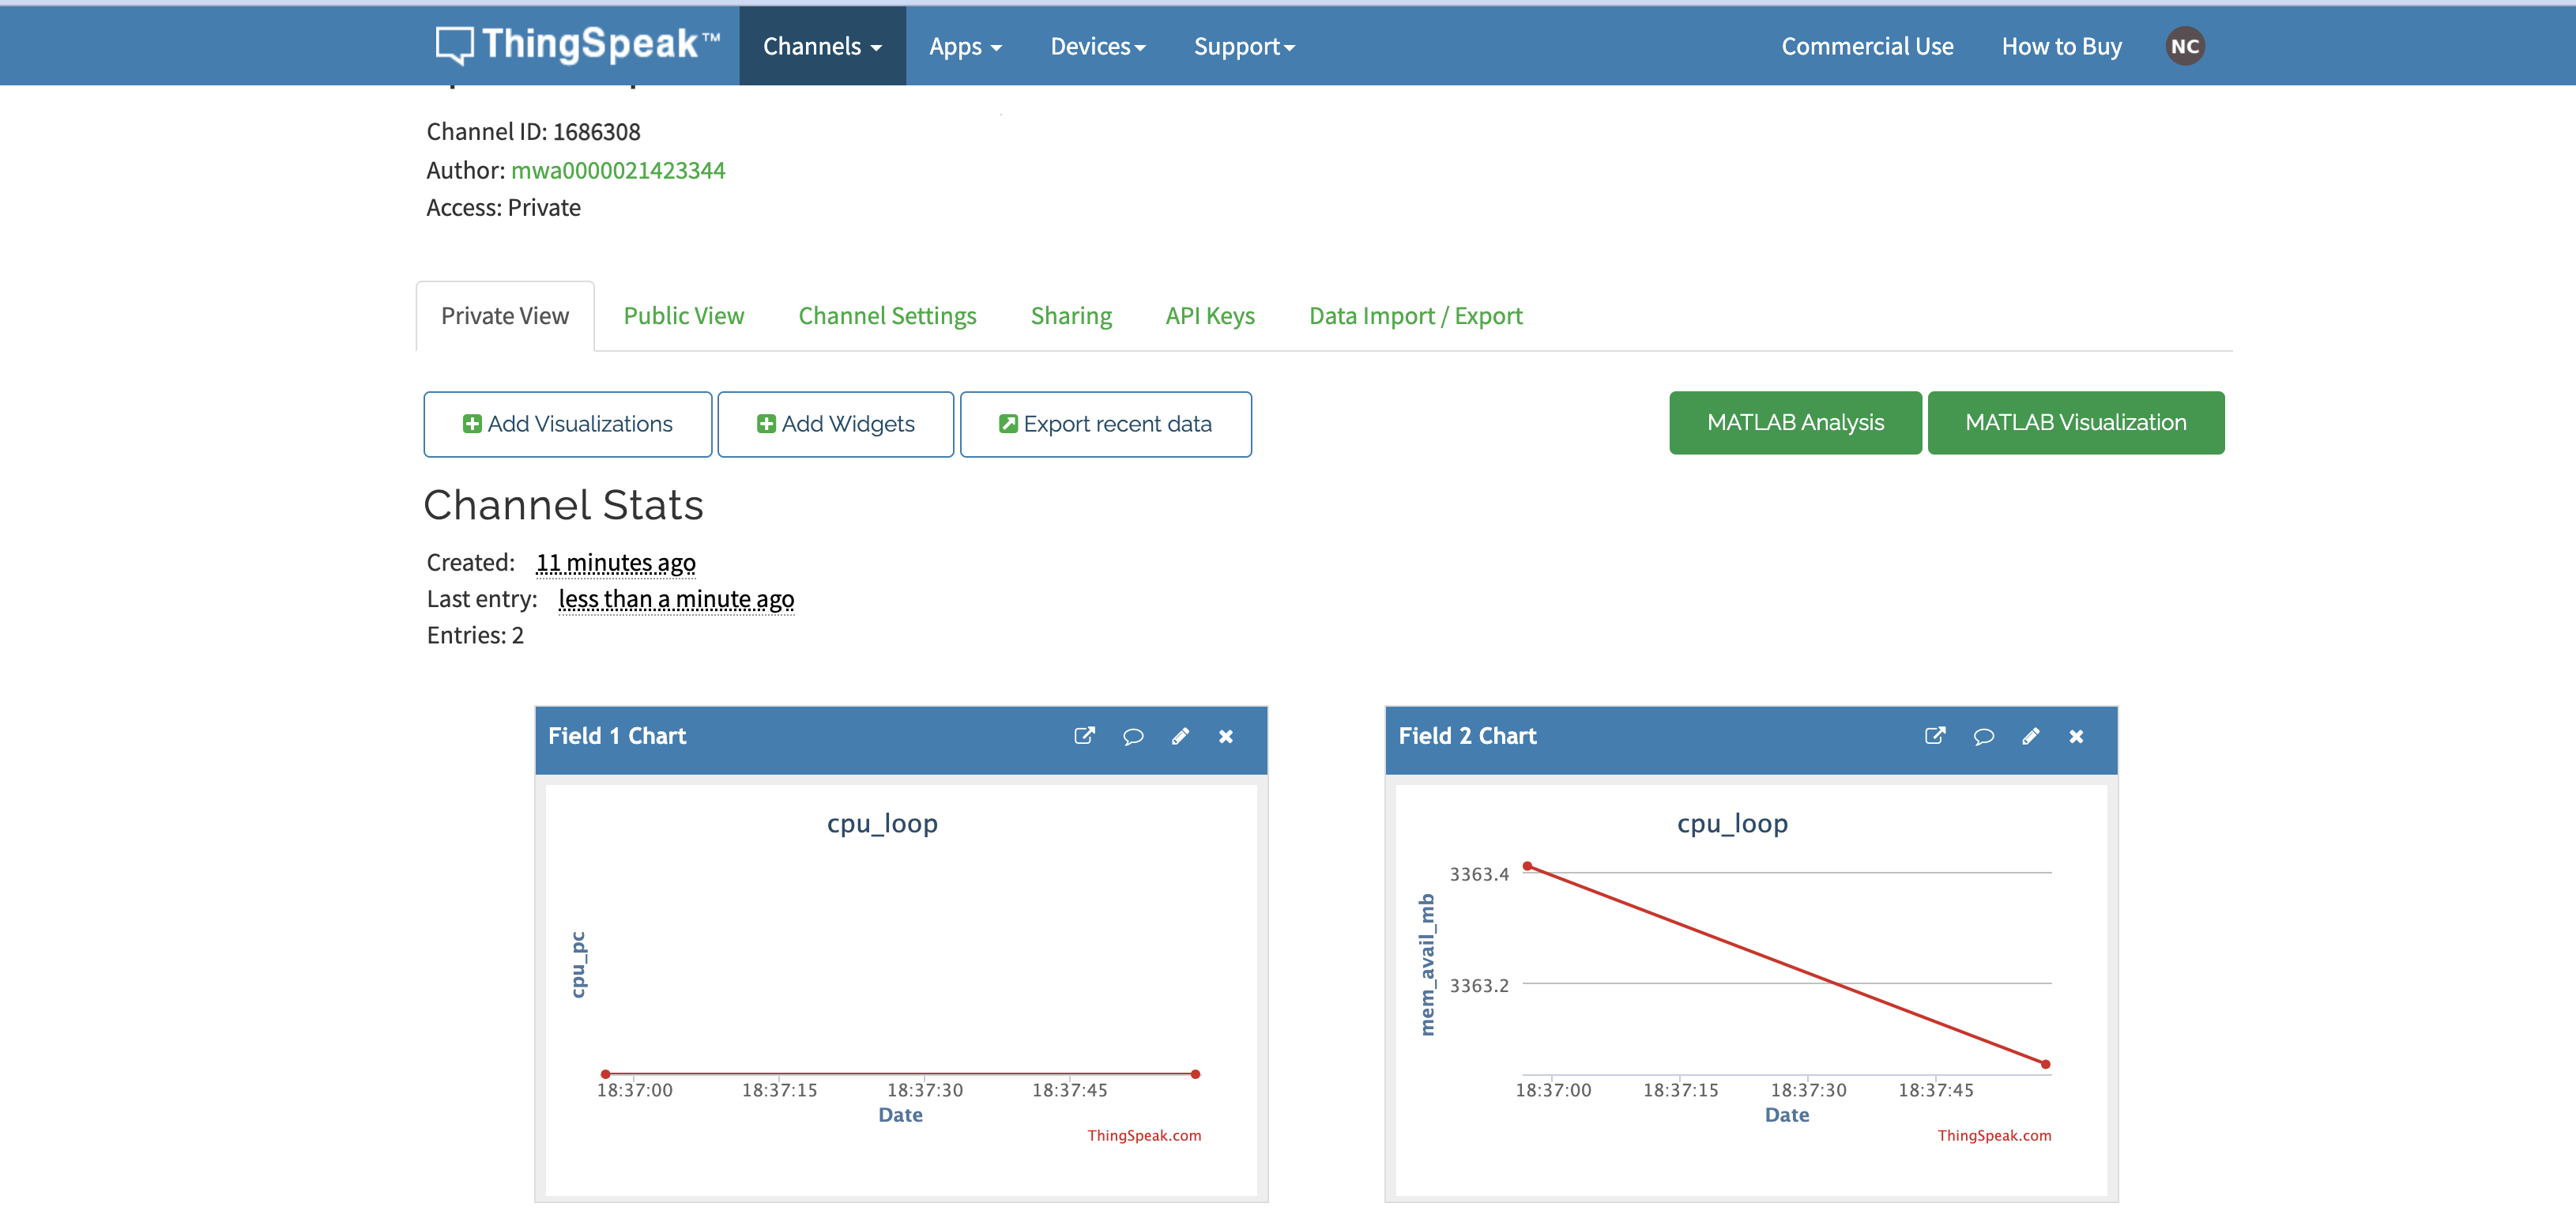 ThingSpeak™ Channels Apps Devices Support Commercial Use How to Buy NC
Channel ID: 1686308
Author: mwa0000021423344
Access: Private
Private View Public View Channel Settings Sharing API Keys Data Import / Export
Add Visualizations Add Widgets Export recent data MATLAB Analysis MATLAB Visualization
Channel Stats
Created: 11 minutes ago
Last entry: less than a minute ago
Entries: 2
Field 1 Chart
cpu_loop
cpu_pc
18:37:00 18:37:15 18:37:30 18:37:45
Date
ThingSpeak.com
Field 2 Chart
cpu_loop
mem_avail_mb
3363.4
3363.2
18:37:00 18:37:15 18:37:30 18:37:45
Date
ThingSpeak.com